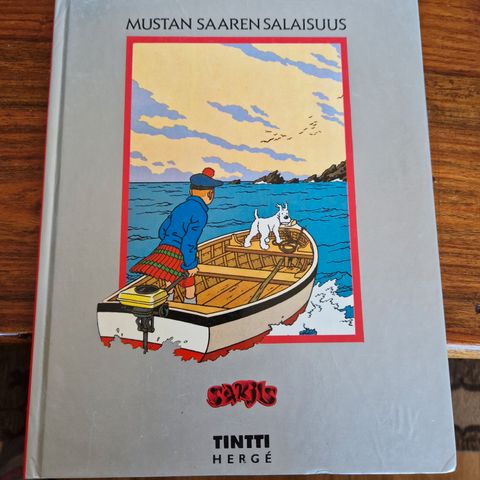 MUSTAN SAAREN SALAISUUS
sarjis
TINTTI
HERGÉ